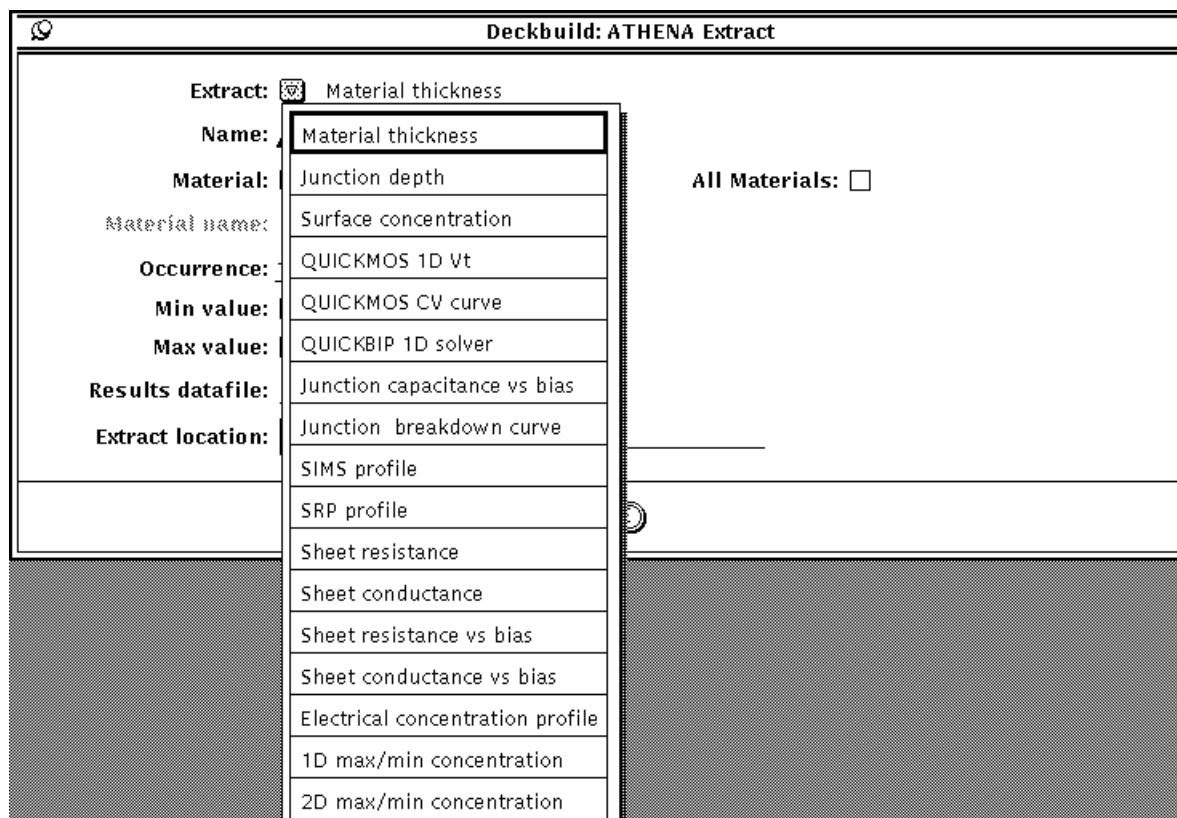 Deckbuild: ATHENA Extract
Extract: Material thickness
Name:
Material thickness
Material:
Junction depth
All Materials:
Material name:
Surface concentration
Occurrence:
QUICKMOS 1D Vt
Min value:
QUICKMOS CV curve
Max value:
QUICKBIP 1D solver
Results datafile:
Junction capacitance vs bias
Extract location:
Junction breakdown curve
SIMS profile
SRP profile
Sheet resistance
Sheet conductance
Sheet resistance vs bias
Sheet conductance vs bias
Electrical concentration profile
1D max/min concentration
2D max/min concentration